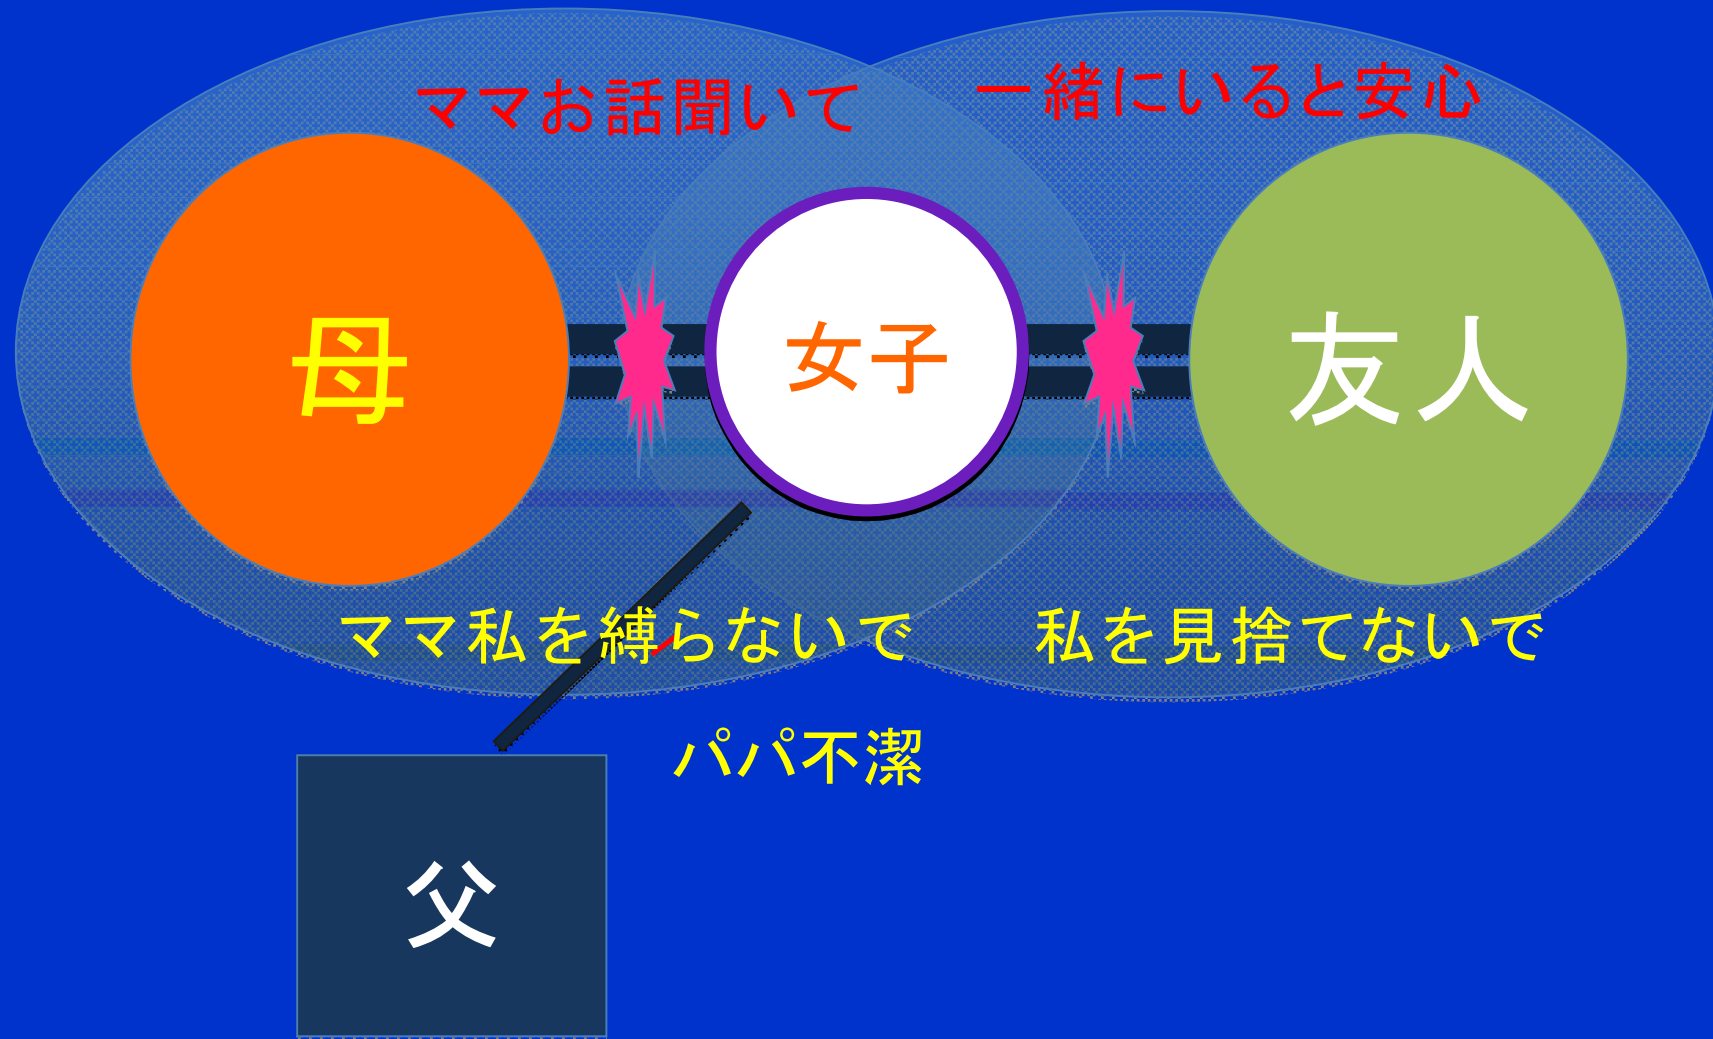 ママお話聞いて
一緒にいると安心
母
女子
友人
ママ私を縛らないで
私を見捨てないで
パパ不潔
父